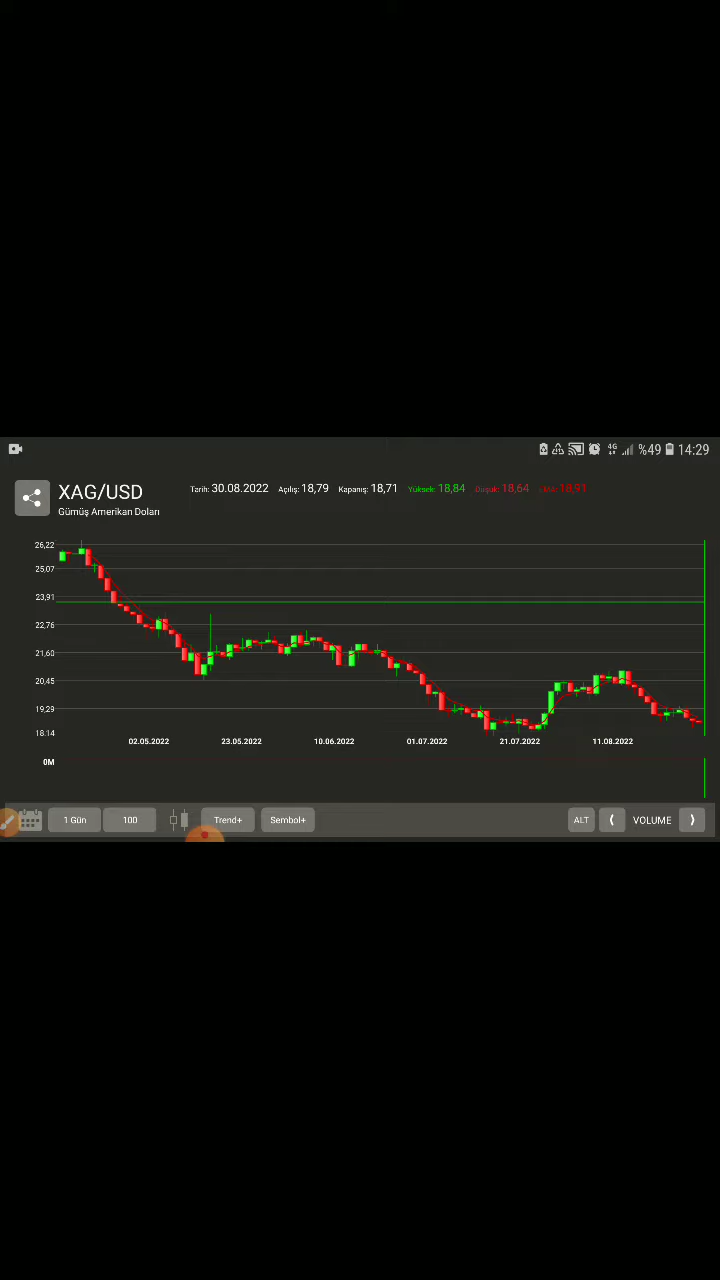 4G %49 14:29
XAG/USD
Gümüş Amerikan Doları
Tarih: 30.08.2022 Açılış: 18,79 Kapanış: 18,71 Yüksek: 18,84 Düşük: 18,64 18,91
26,22
25,07
23,91
22,76
21,60
20,45
19,29
18.14
02.05.2022 23.05.2022 10.06.2022 01.07.2022 21.07.2022 11.08.2022
0M
1 Gün 100 Trend+ Sembol+ ALT VOLUME